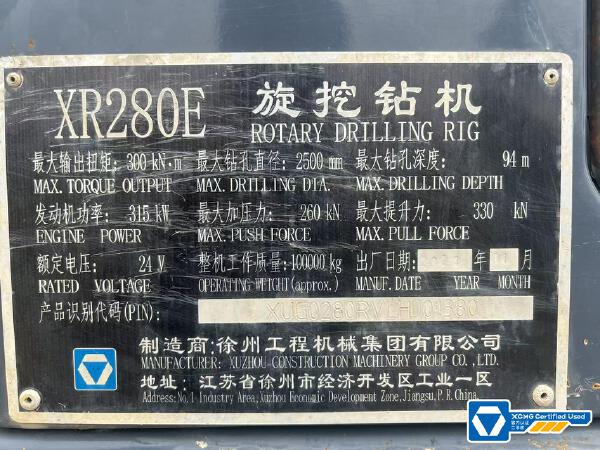 XR280E 旋挖钻机
ROTARY DRILLING RIG
最大输出扭矩: 300 kN·m 最大钻孔直径: 2500 mm 最大钻孔深度: 94 m
MAX. TORQUE OUTPUT MAX. DRILLING DIA. MAX. DRILLING DEPTH
发动机功率: 315 kW 最大加压力: 260 kN 最大提升力: 330 kN
ENGINE POWER MAX. PUSH FORCE MAX. PULL FORCE
额定电压: 24 V 整机工作质量: 100000 kg 出厂日期: 年 月
RATED VOLTAGE OPERATING WEIGHT (approx.) MANUF. DATE YEAR MONTH
产品识别代码(PIN):
制造商: 徐州工程机械集团有限公司
MANUFACTURER: XUZHOU CONSTRUCTION MACHINERY GROUP CO., LTD.
地址: 江苏省徐州市经济开发区工业一区
Address: No.1 Industry Area, Xuzhou Economic Development Zone, Jiangsu, P. R. China.
XCMG Certified Used